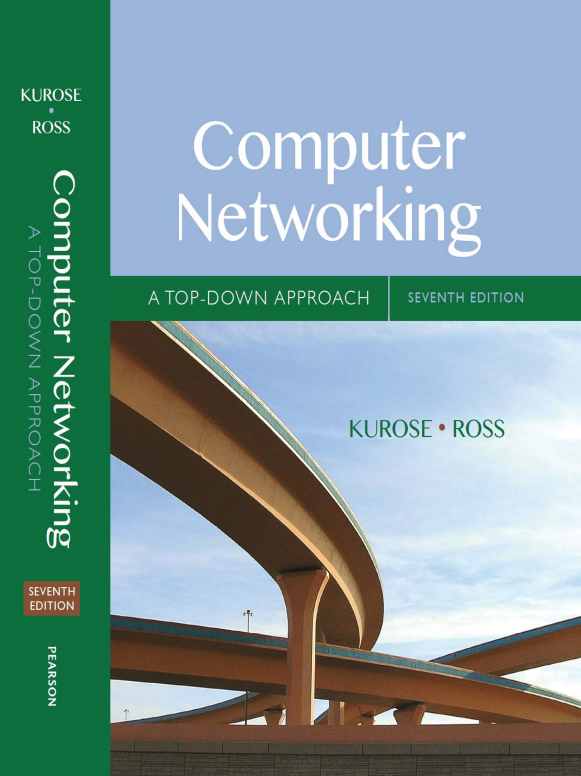 KUROSE
•
ROSS
Computer Networking
A TOP-DOWN APPROACH
SEVENTH
EDITION
PEARSON
Computer
Networking
A TOP-DOWN APPROACH
SEVENTH EDITION
KUROSE • ROSS